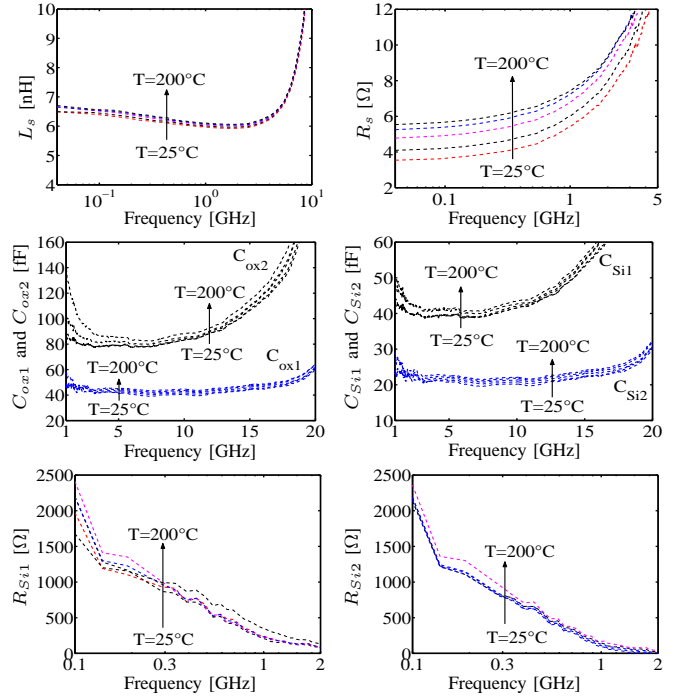 10
9
8
7
6
5
4
L_s [nH]
T=200°C
T=25°C
10^−1
10^0
10^1
Frequency [GHz]
12
10
8
6
4
2
R_s [Ω]
T=200°C
T=25°C
0.1
1
5
Frequency [GHz]
160
140
120
100
80
60
40
20
C_ox1 and C_ox2 [fF]
C_ox2
T=200°C
T=25°C
C_ox1
T=200°C
T=25°C
1
5
10
15
20
Frequency [GHz]
60
50
40
30
20
10
0
C_Si1 and C_Si2 [fF]
C_Si1
T=200°C
T=25°C
T=200°C
C_Si2
T=25°C
1
5
10
15
20
Frequency [GHz]
2500
2000
1500
1000
500
0
R_Si1 [Ω]
T=200°C
T=25°C
0.1
0.3
1
2
Frequency [GHz]
2500
2000
1500
1000
500
0
R_Si2 [Ω]
T=200°C
T=25°C
0.1
0.3
1
2
Frequency [GHz]